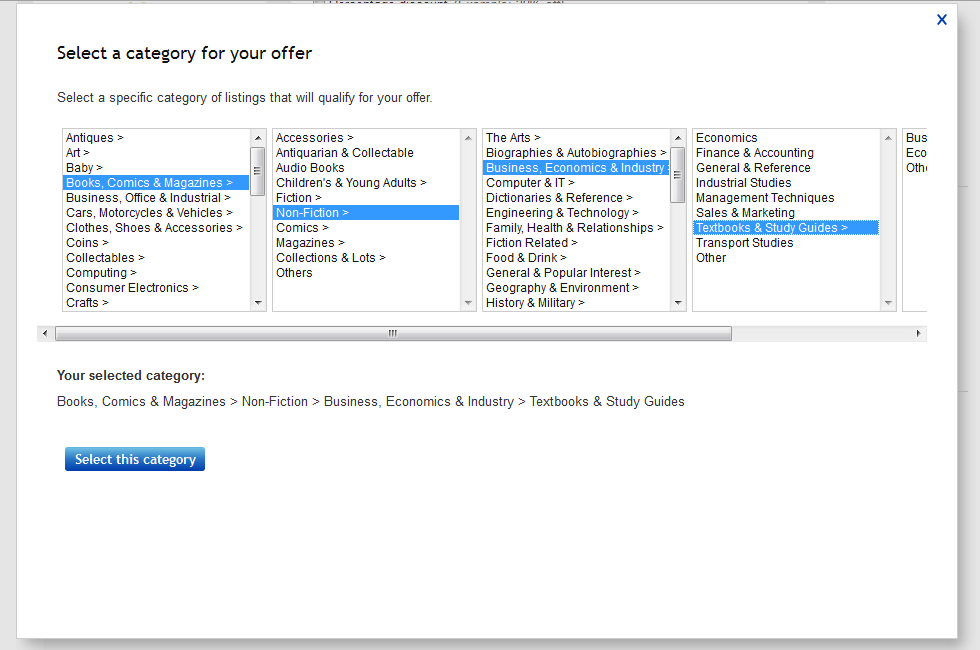 Select a category for your offer
Select a specific category of listings that will qualify for your offer.
Antiques >
Art >
Baby >
Books, Comics & Magazines >
Business, Office & Industrial >
Cars, Motorcycles & Vehicles >
Clothes, Shoes & Accessories >
Coins >
Collectables >
Computing >
Consumer Electronics >
Crafts >
Accessories >
Antiquarian & Collectable
Audio Books
Children's & Young Adults >
Fiction >
Non-Fiction >
Comics >
Magazines >
Collections & Lots >
Others
The Arts >
Biographies & Autobiographies >
Business, Economics & Industry >
Computer & IT >
Dictionaries & Reference >
Engineering & Technology >
Family, Health & Relationships >
Fiction Related >
Food & Drink >
General & Popular Interest >
Geography & Environment >
History & Military >
Economics
Finance & Accounting
General & Reference
Industrial Studies
Management Techniques
Sales & Marketing
Textbooks & Study Guides >
Transport Studies
Other
Bus
Eco
Othe
Your selected category:
Books, Comics & Magazines > Non-Fiction > Business, Economics & Industry > Textbooks & Study Guides
Select this category